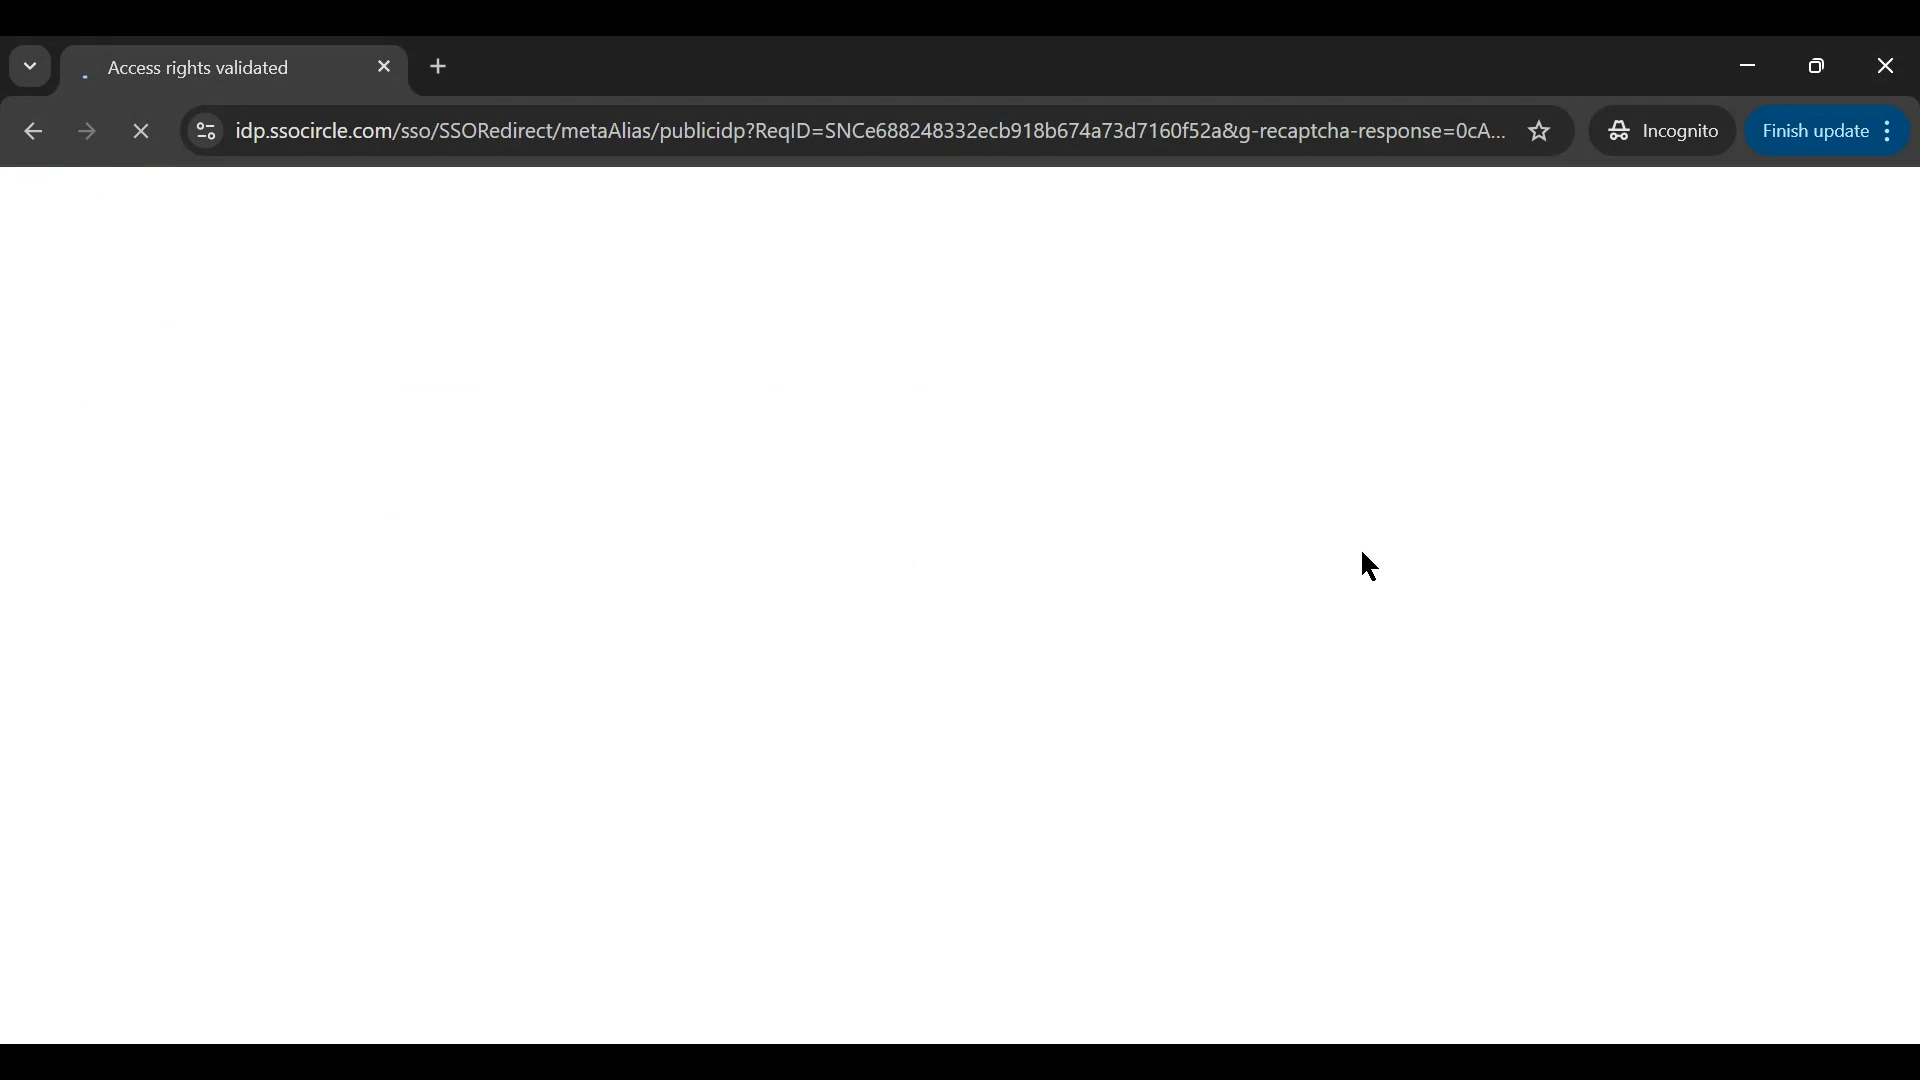 Access rights validated
idp.ssocircle.com/sso/SSORedirect/metaAlias/publicidp?ReqID=SNCe688248332ecb918b674a73d7160f52a&g-recaptcha-response=0cA...
Incognito
Finish update